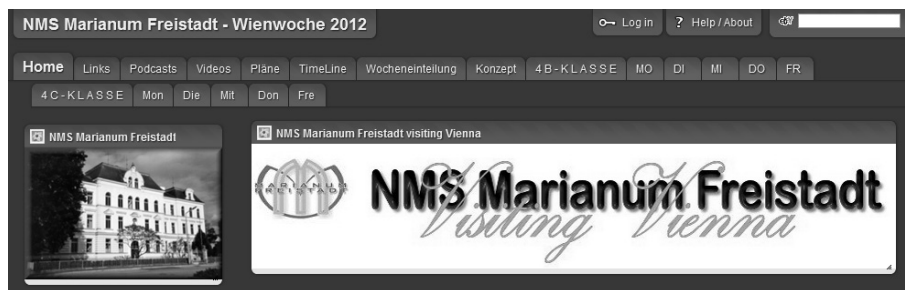 NMS Marianum Freistadt - Wienwoche 2012
Log in ? Help / About
Home Links Podcasts Videos Pläne TimeLine Wocheneinteilung Konzept 4 B - K L A S S E MO DI MI DO FR
4 C - K L A S S E Mon Die Mit Don Fre
NMS Marianum Freistadt
NMS Marianum Freistadt visiting Vienna
MARIANUM
FREISTADT
NMS Marianum Freistadt
Visiting Vienna